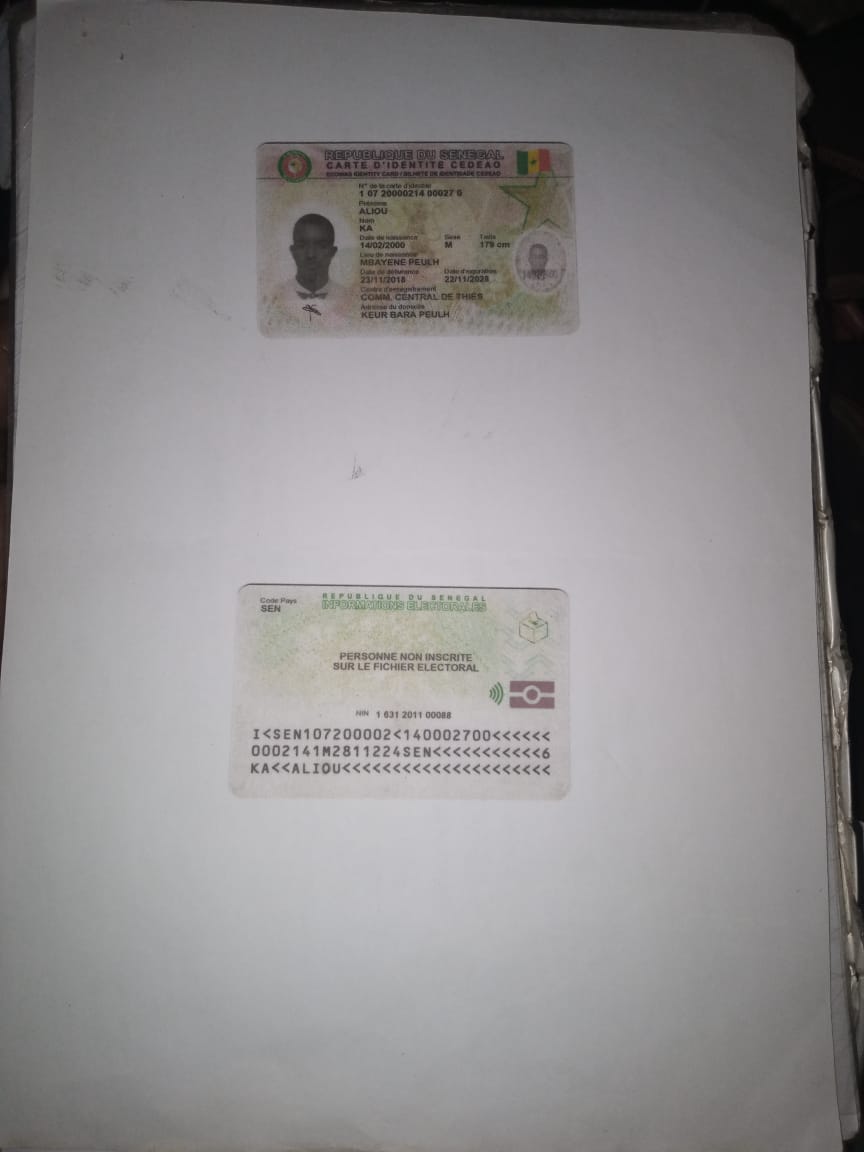 REPUBLIQUE DU SENEGAL
CARTE D'IDENTITE CEDEAO
ECOWAS IDENTITY CARD / BILHETE DE IDENTIDADE CEDEAO
N° de la carte d'identité
1 07 20000214 00027 0
Prénoms
ALIOU
Nom
KA
Date de naissance Sexe Taille
14/02/2000 M 179 cm
Lieu de naissance
MBAYENE PEULH
Date de délivrance Date d'expiration
23/11/2018 22/11/2028
Centre d'enregistrement
COMM. CENTRAL DE THIES
Adresse du domicile
KEUR BARA PEULH
Code Pays
SEN
REPUBLIQUE DU SENEGAL
INFORMATIONS ELECTORALES
PERSONNE NON INSCRITE
SUR LE FICHIER ELECTORAL
NIN 1 631 2011 00088
I<SEN107200002<140002700<<<<<<
0002141M2811224SEN<<<<<<<<<<<6
KA<<ALIOU<<<<<<<<<<<<<<<<<<<<<